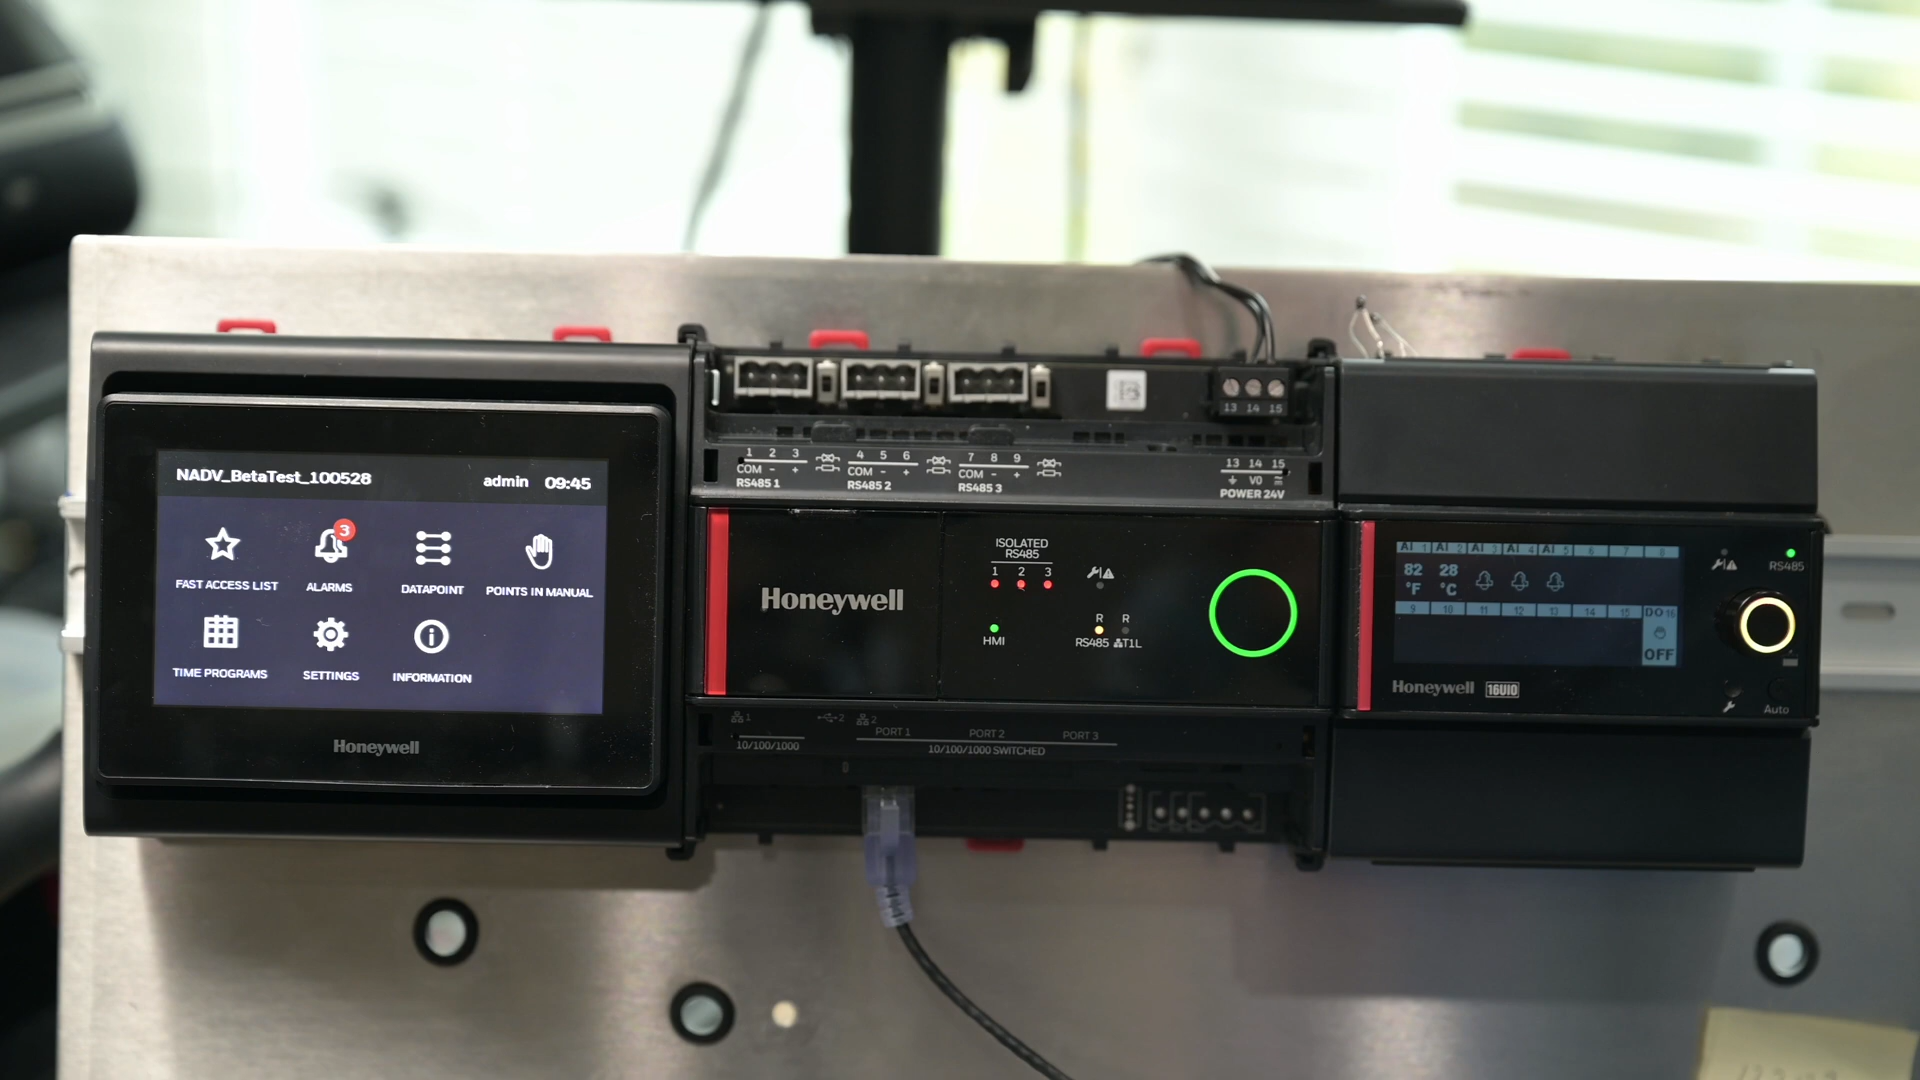 NADV_BetaTest_100528 admin 09:45
3
FAST ACCESS LIST ALARMS DATAPOINT POINTS IN MANUAL
TIME PROGRAMS SETTINGS INFORMATION
Honeywell
13 14 15
1 2 3 4 5 6 7 8 9
COM - + COM - + COM - +
RS485 1 RS485 2 RS485 3
13 14 15
V0
POWER 24V
Honeywell
ISOLATED
RS485
1 2 3
HMI
R R
RS485 T1L
1 2 2
PORT 1 PORT 2 PORT 3
10/100/1000 10/100/1000 SWITCHED
AI 1 AI 2 AI 3 AI 4 AI 5 6 7 8
82 28
°F °C
9 10 11 12 13 14 15 DO 16
OFF
Honeywell 16UIO
RS485
Auto